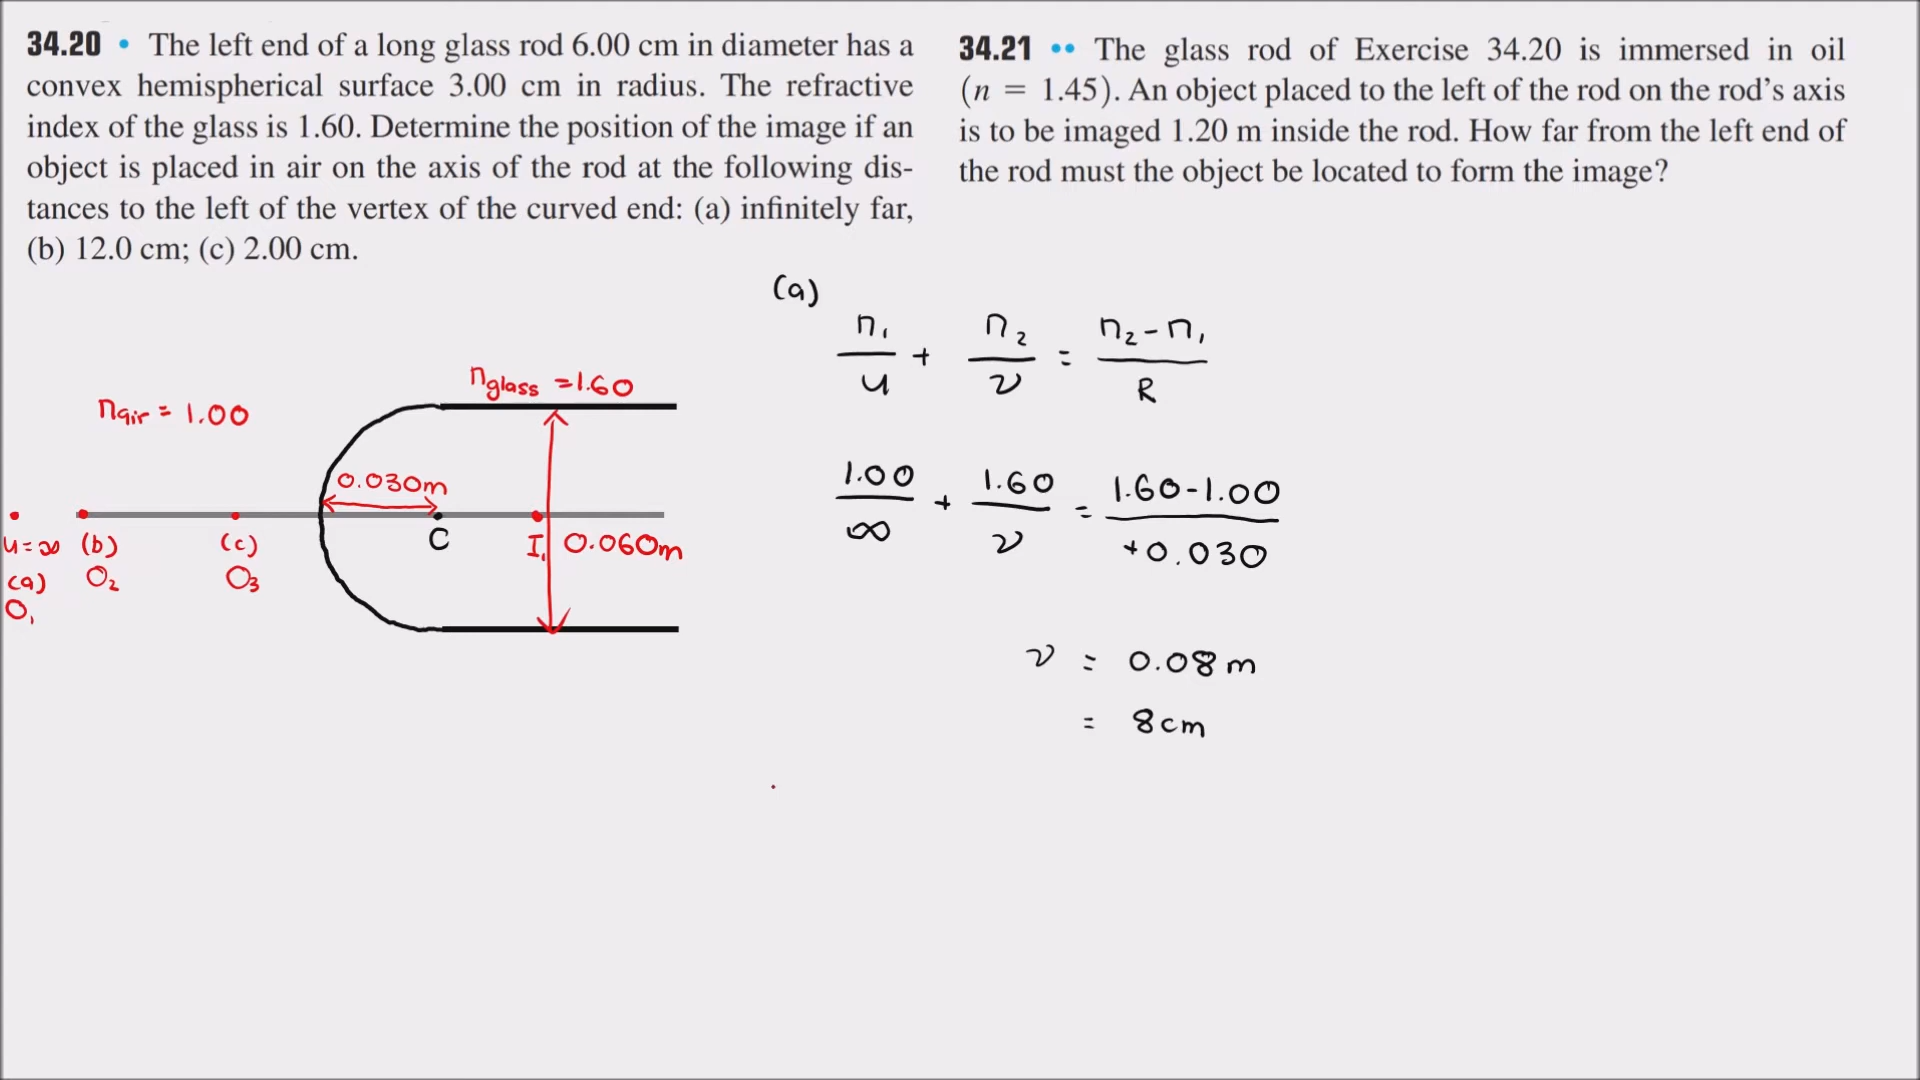 34.20 • The left end of a long glass rod 6.00 cm in diameter has a
convex hemispherical surface 3.00 cm in radius. The refractive
index of the glass is 1.60. Determine the position of the image if an
object is placed in air on the axis of the rod at the following dis-
tances to the left of the vertex of the curved end: (a) infinitely far,
(b) 12.0 cm; (c) 2.00 cm.
34.21 •• The glass rod of Exercise 34.20 is immersed in oil
(n = 1.45). An object placed to the left of the rod on the rod's axis
is to be imaged 1.20 m inside the rod. How far from the left end of
the rod must the object be located to form the image?
nglass = 1.60
nair = 1.00
0.030m
u=∞ (b) (c) C I₁ 0.060m
(a) O₂ O₃
O₁
(a)
n₁/u + n₂/v = n₂-n₁/R
1.00/∞ + 1.60/v = 1.60-1.00/+0.030
v = 0.08m
= 8cm